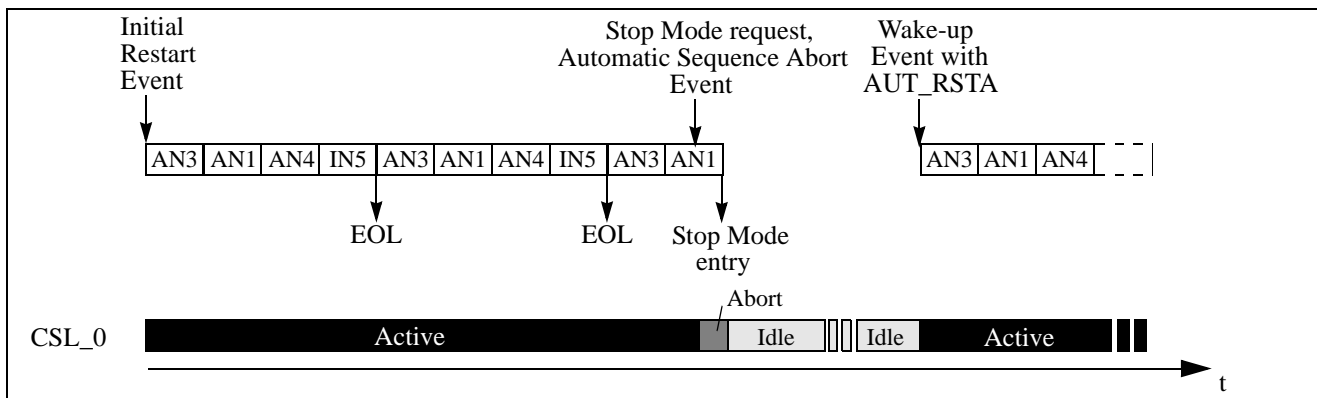 Initial
Restart
Event
Stop Mode request,
Automatic Sequence Abort
Event
Wake-up
Event with
AUT_RSTA
AN3 AN1 AN4 IN5 AN3 AN1 AN4 IN5 AN3 AN1
AN3 AN1 AN4
EOL
EOL
Stop Mode
entry
Abort
CSL_0
Active
Idle
Idle
Active
t